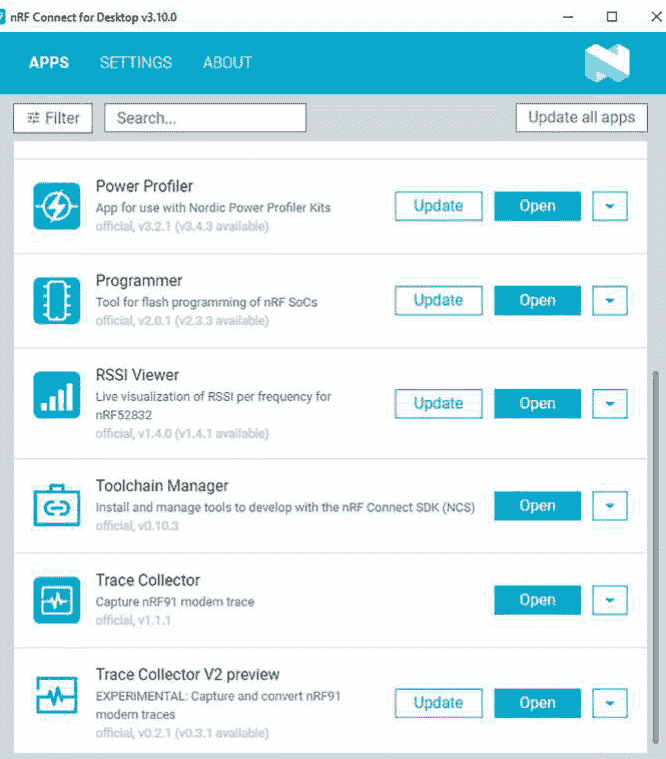 nRF Connect for Desktop v3.10.0
APPS SETTINGS ABOUT
Filter Search... Update all apps
Power Profiler
App for use with Nordic Power Profiler Kits
official, v3.2.1 (v3.4.3 available)
Update Open
Programmer
Tool for flash programming of nRF SoCs
official, v2.0.1 (v2.3.3 available)
Update Open
RSSI Viewer
Live visualization of RSSI per frequency for
nRF52832
official, v1.4.0 (v1.4.1 available)
Update Open
Toolchain Manager
Install and manage tools to develop with the nRF Connect SDK (NCS)
official, v0.10.3
Open
Trace Collector
Capture nRF91 modem trace
official, v1.1.1
Open
Trace Collector V2 preview
EXPERIMENTAL: Capture and convert nRF91
modem traces
official, v0.2.1 (v0.3.1 available)
Update Open